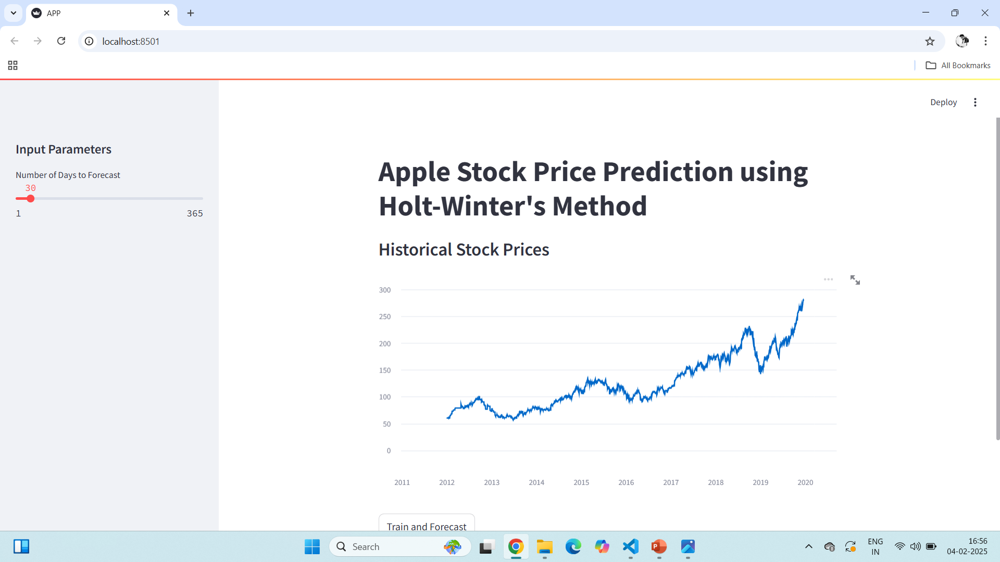 APP
localhost:8501
All Bookmarks
Deploy
Input Parameters
Number of Days to Forecast
30
1 365
Apple Stock Price Prediction using
Holt-Winter's Method
Historical Stock Prices
300
250
200
150
100
50
0
2011 2012 2013 2014 2015 2016 2017 2018 2019 2020
Train and Forecast
Search
ENG
IN
16:56
04-02-2025